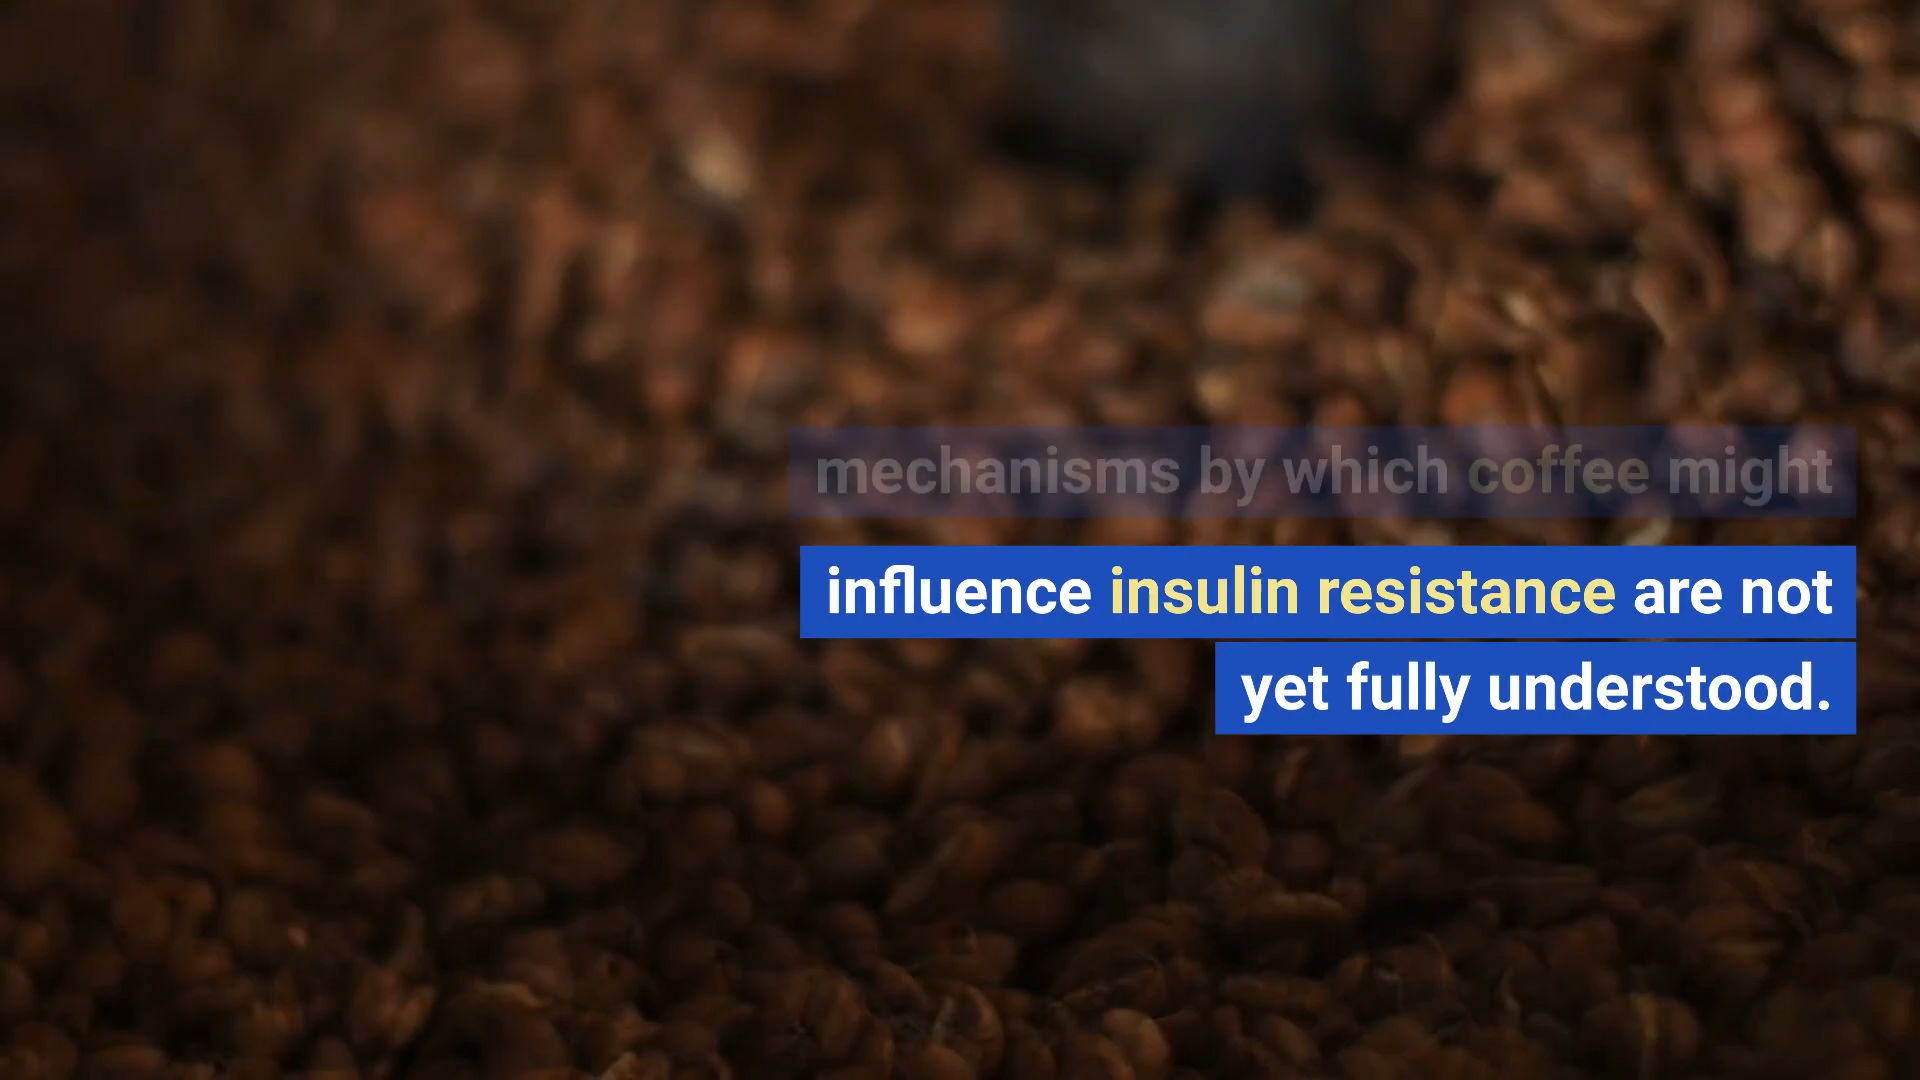 mechanisms by which coffee might
influence insulin resistance are not
yet fully understood.